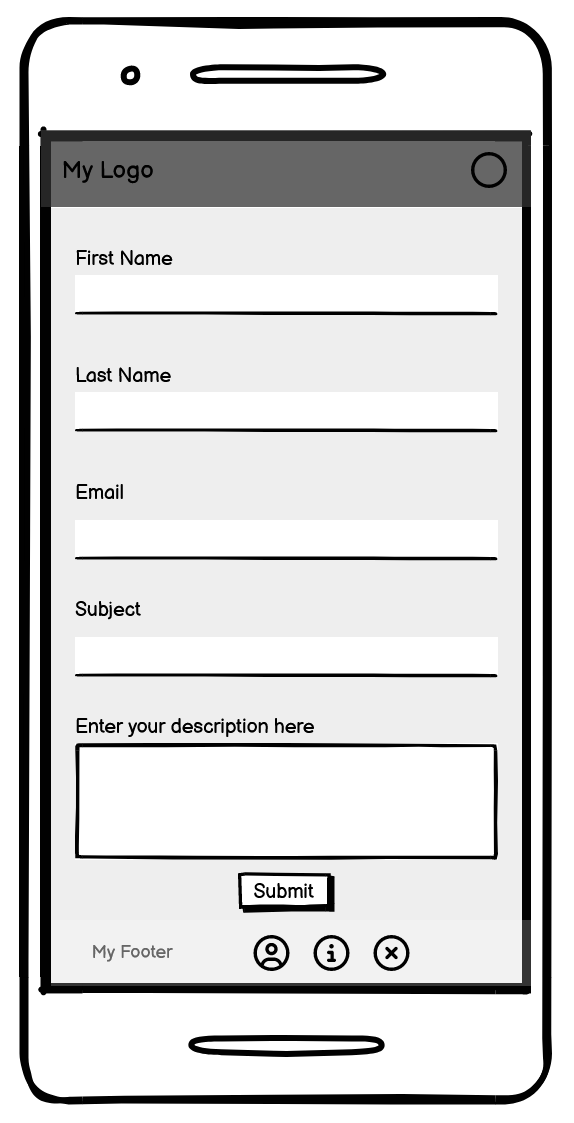 My Logo
First Name
Last Name
Email
Subject
Enter your description here
Submit
My Footer